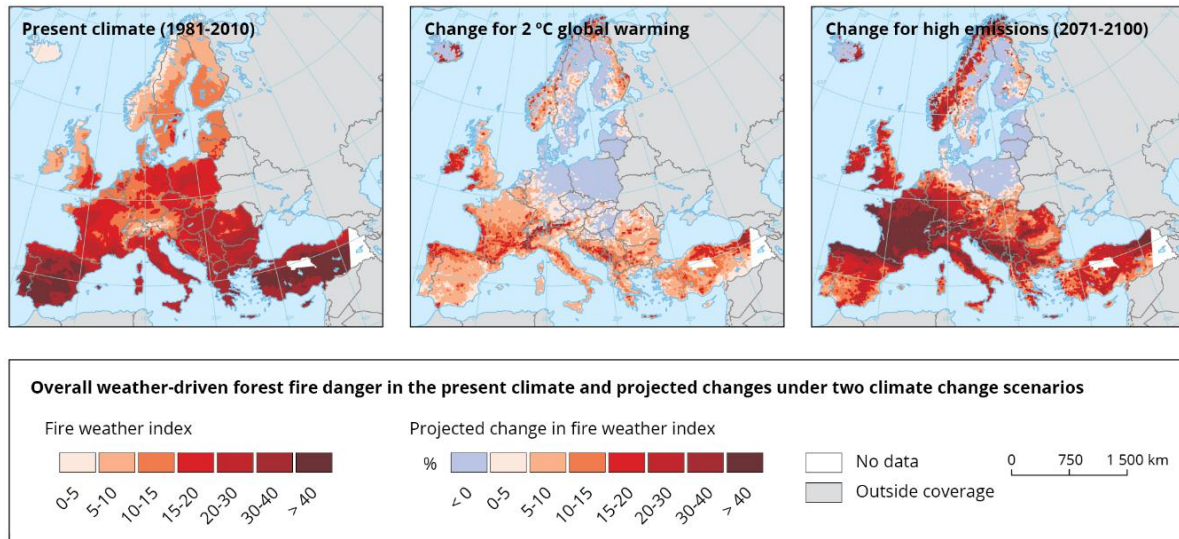 Present climate (1981-2010)
Change for 2 ºC global warming
Change for high emissions (2071-2100)
Overall weather-driven forest fire danger in the present climate and projected changes under two climate change scenarios
Fire weather index
0-5
5-10
10-15
15-20
20-30
30-40
> 40
Projected change in fire weather index
%
< 0
0-5
5-10
10-15
15-20
20-30
30-40
> 40
No data
Outside coverage
0 750 1 500 km